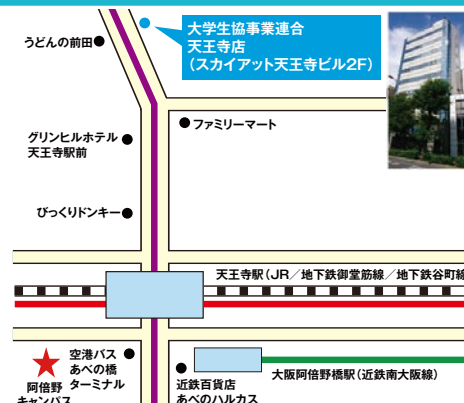 うどんの前田
大学生協事業連合
天王寺店
(スカイアット天王寺ビル2F)
グリンヒルホテル
天王寺駅前
ファミリーマート
びっくりドンキー
天王寺駅(JR/地下鉄御堂筋線/地下鉄谷町線
空港バス
あべの橋
ターミナル
阿倍野
キャンパス
近鉄百貨店
あべのハルカス
大阪阿倍野橋駅(近鉄南大阪線)